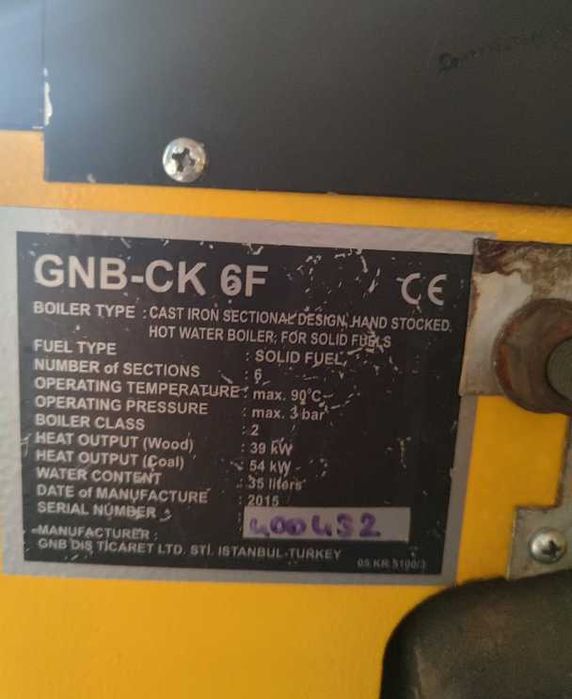 GNB-CK 6F CE
BOILER TYPE : CAST IRON SECTIONAL DESIGN, HAND STOCKED,
HOT WATER BOILER, FOR SOLID FUELS
FUEL TYPE : SOLID FUEL
NUMBER of SECTIONS : 6
OPERATING TEMPERATURE : max. 90°C
OPERATING PRESSURE : max. 3 bar
BOILER CLASS : 2
HEAT OUTPUT (Wood) : 39 kW
HEAT OUTPUT (Coal) : 54 kW
WATER CONTENT : 35 liters
DATE of MANUFACTURE : 2015
SERIAL NUMBER : 400432
MANUFACTURER :
GNB DIŞ TİCARET LTD. STİ. ISTANBUL-TURKEY